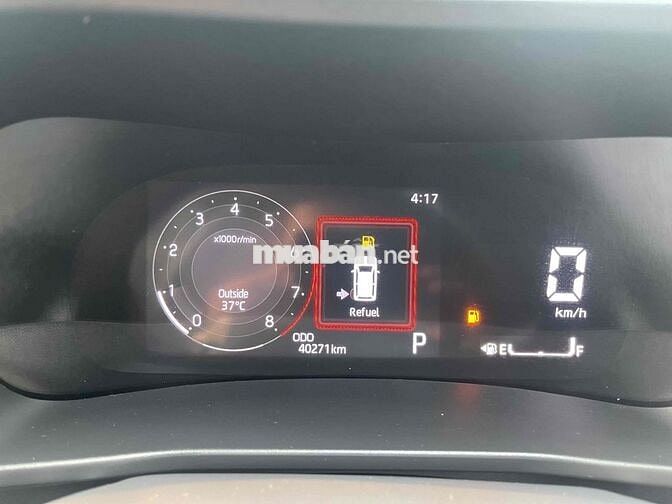 4:17
3 4 5
2 6
x1000r/min
1 7
Outside
37°C
0 8
muabán.net
Refuel
ODO
40271km
P
0
km/h
E F